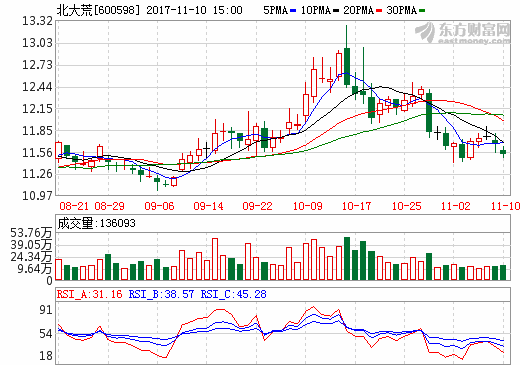 北大荒[600598] 2017-11-10 15:00 5PMA 10PMA 20PMA 30PMA
东方财富网
eastmoney.com
13.32
13.03
12.73
12.44
12.15
11.85
11.56
11.26
10.97
08-21 08-29 09-06 09-14 09-22 10-09 10-17 10-25 11-02 11-10
成交量:136093
53.76万
39.05万
24.34万
9.64万
0
RSI_A:31.16 RSI_B:38.57 RSI_C:45.28
91
54
18